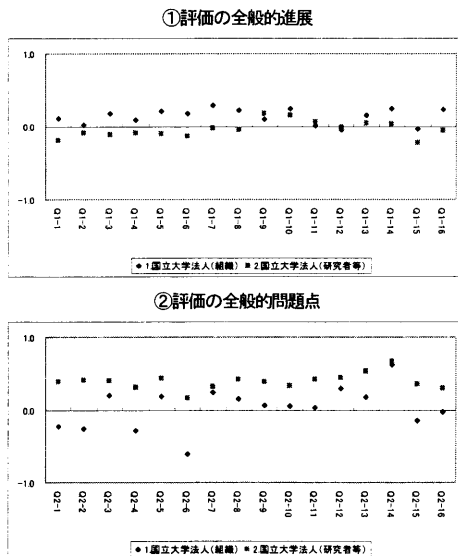 ①評価の全般的進展
1.0
0.0
-1.0
Q1-1 Q1-2 Q1-3 Q1-4 Q1-5 Q1-6 Q1-7 Q1-8 Q1-9 Q1-10 Q1-11 Q1-12 Q1-13 Q1-14 Q1-15 Q1-16
◆ 1.国立大学法人(組織) ■ 2.国立大学法人(研究者等)
②評価の全般的問題点
1.0
0.0
-1.0
Q2-1 Q2-2 Q2-3 Q2-4 Q2-5 Q2-6 Q2-7 Q2-8 Q2-9 Q2-10 Q2-11 Q2-12 Q2-13 Q2-14 Q2-15 Q2-16
● 1.国立大学法人(組織) ■ 2.国立大学法人(研究者等)